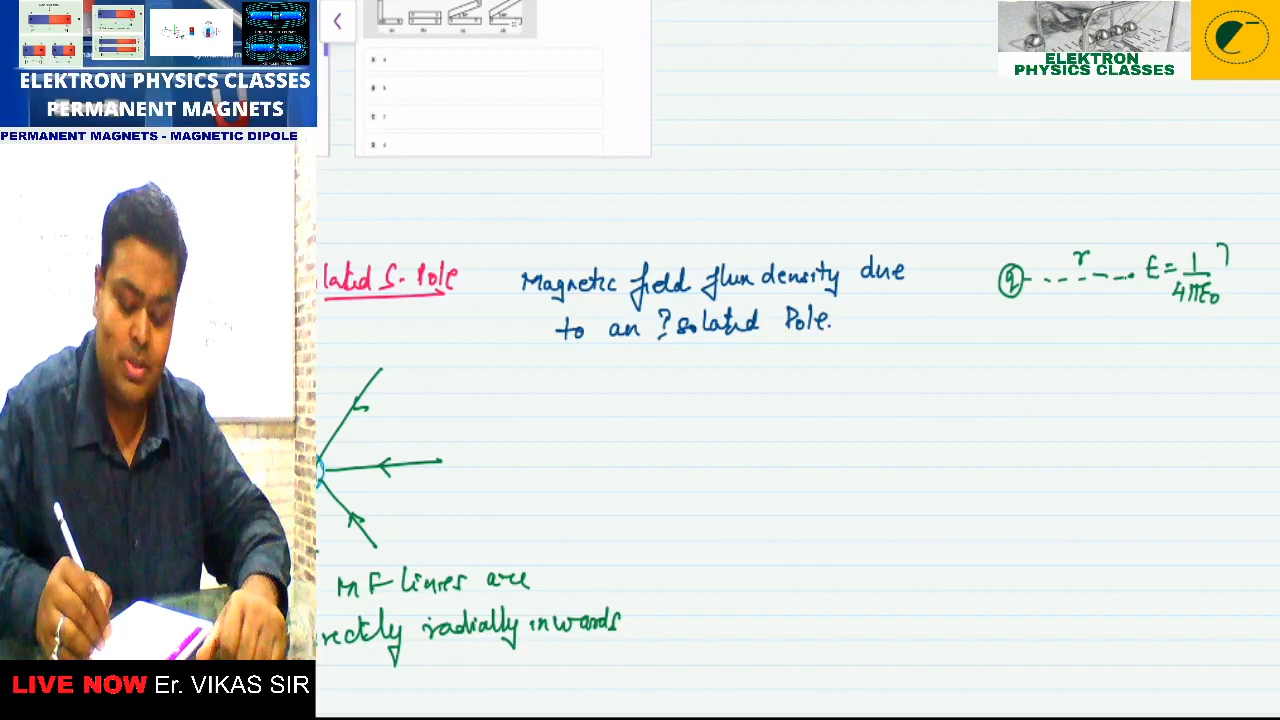 ELEKTRON PHYSICS CLASSES
PERMANENT MAGNETS
PERMANENT MAGNETS - MAGNETIC DIPOLE
ELEKTRON
PHYSICS CLASSES
lated S-Pole
Magnetic field flux density due
to an Isolated Pole.
q r E = 1
4πε0
MF lines are
rectly radially inwards
LIVE NOW Er. VIKAS SIR